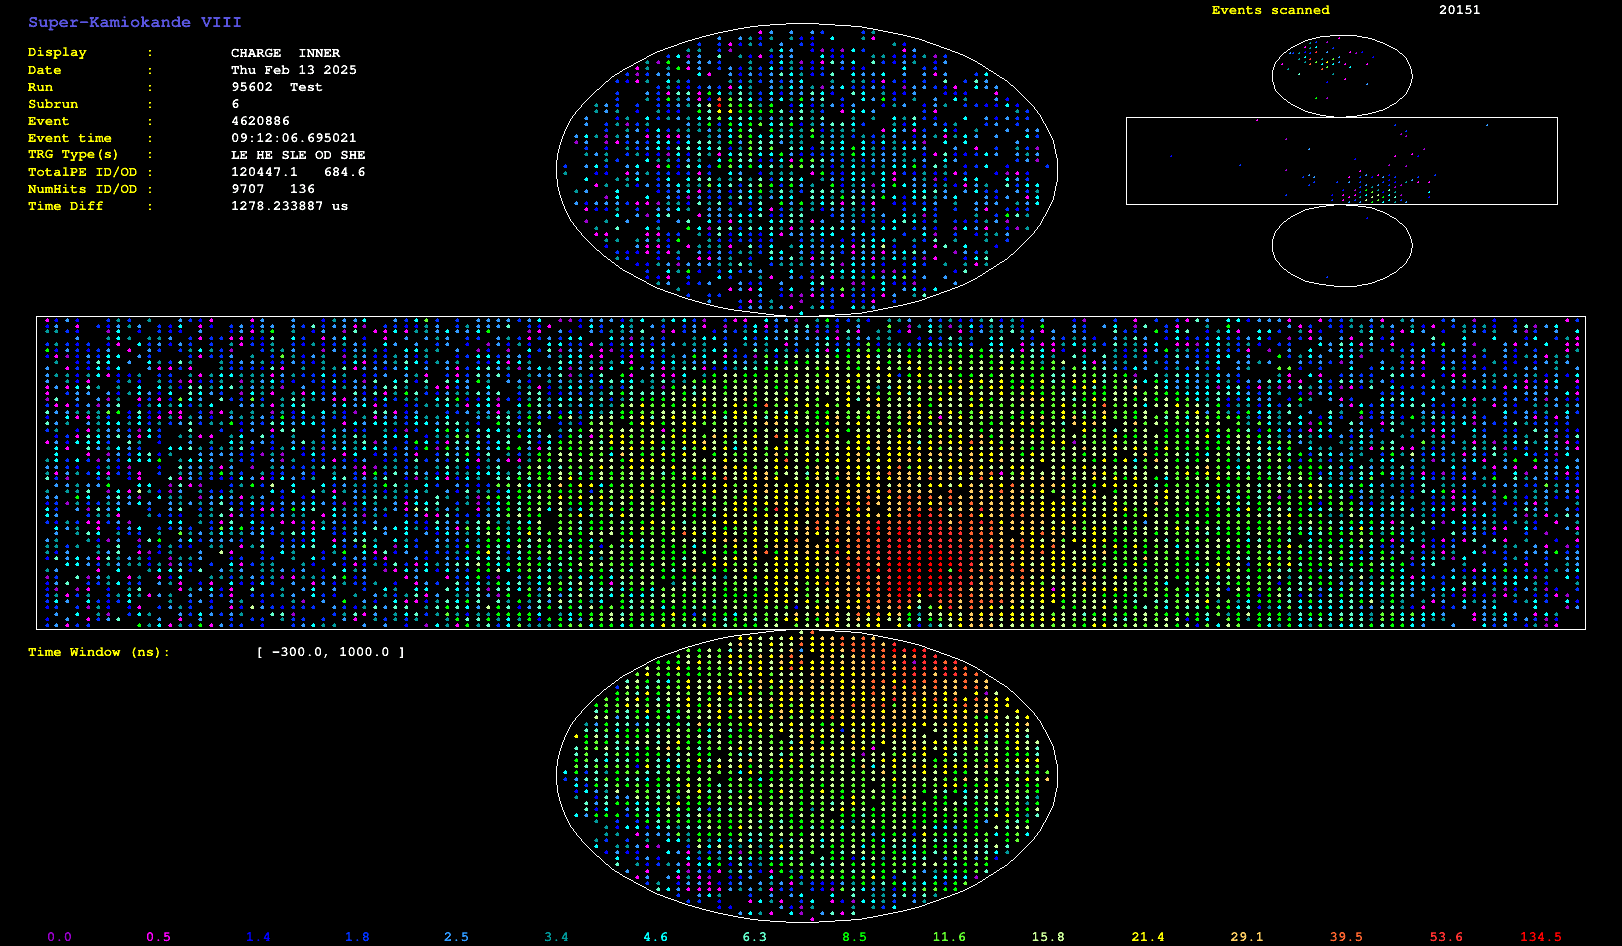 Super-Kamiokande VIII
Events scanned 20151
Display : CHARGE INNER
Date : Thu Feb 13 2025
Run : 95602 Test
Subrun : 6
Event : 4620886
Event time : 09:12:06.695021
TRG Type(s) : LE HE SLE OD SHE
TotalPE ID/OD : 120447.1 684.6
NumHits ID/OD : 9707 136
Time Diff : 1278.233887 us
Time Window (ns): [ -300.0, 1000.0 ]
0.0 0.5 1.4 1.8 2.5 3.4 4.6 6.3 8.5 11.6 15.8 21.4 29.1 39.5 53.6 134.5